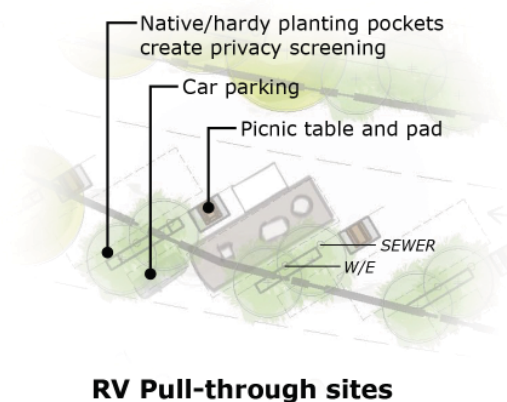 Native/hardy planting pockets
create privacy screening
Car parking
Picnic table and pad
SEWER
W/E
RV Pull-through sites